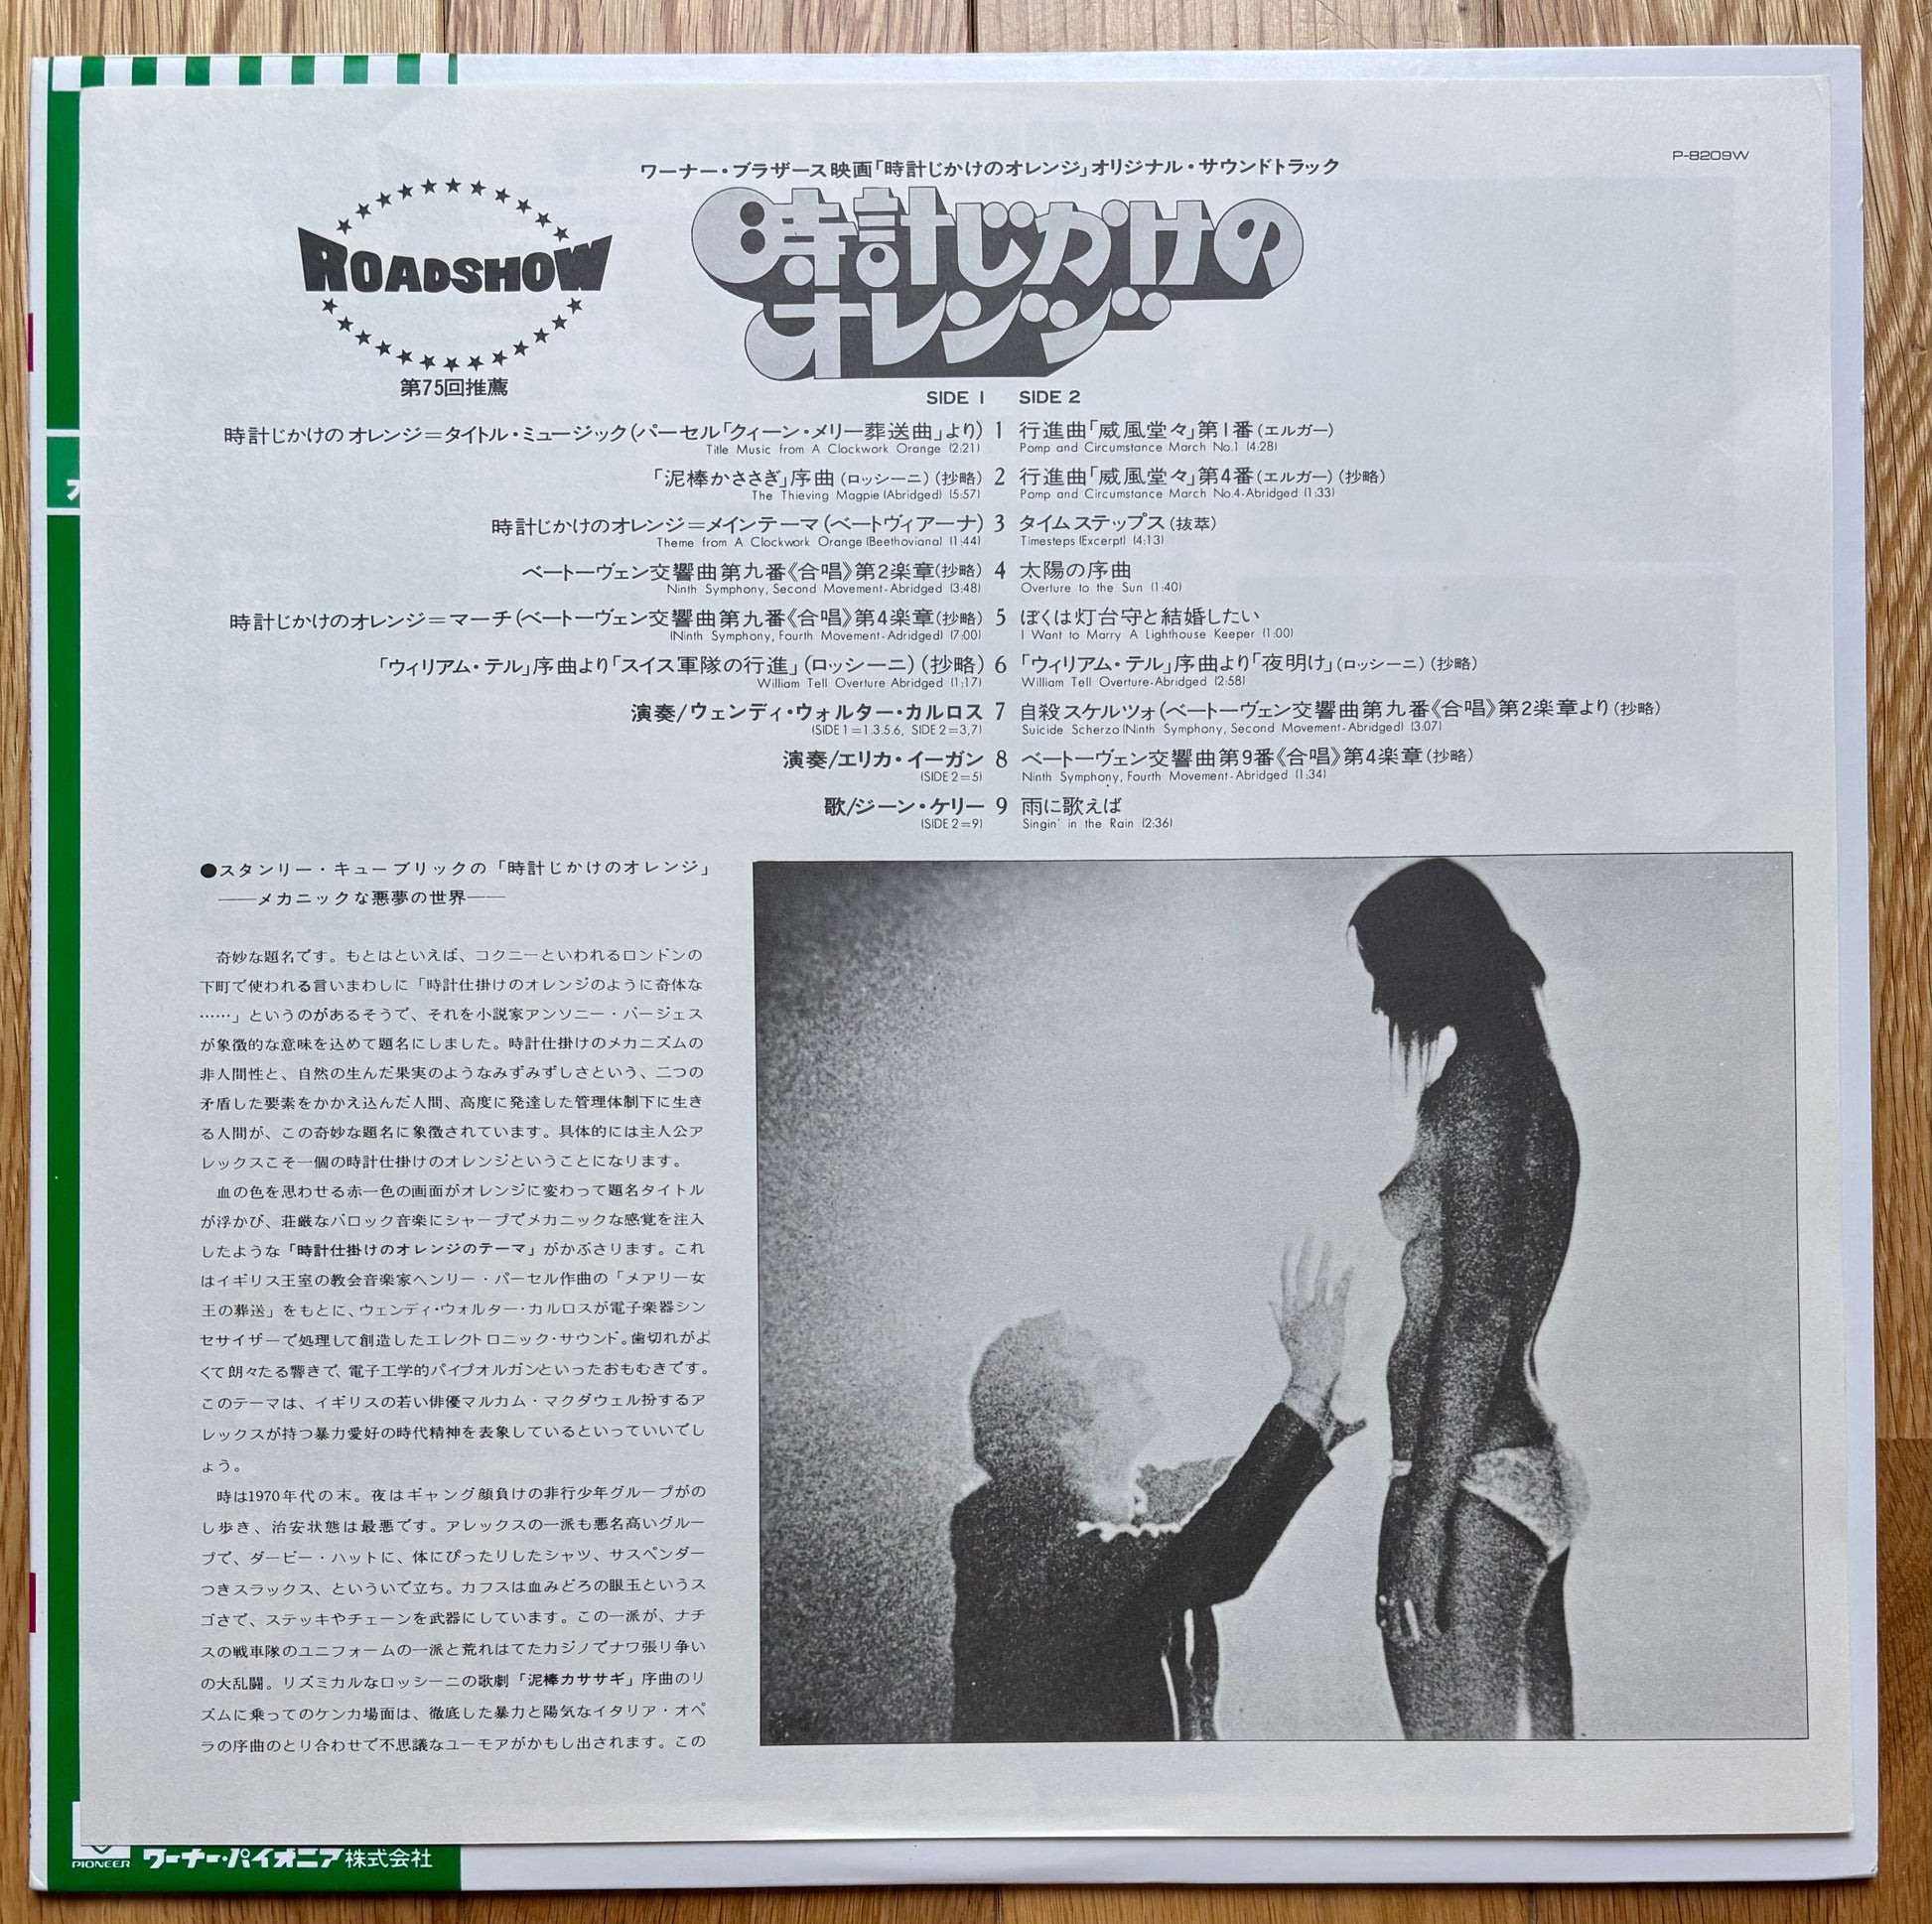 P-8209W
ワーナー・ブラザース映画「時計じかけのオレンジ」オリジナル・サウンドトラック
時計じかけの
オレンジ
ROADSHOW
第75回推薦
SIDE 1
時計じかけのオレンジ=タイトル・ミュージック(パーセル「クィーン・メリー葬送曲」より) 1
Title Music from A Clockwork Orange (2:21)
「泥棒かささぎ」序曲(ロッシーニ)(抄略) 2
The Thieving Magpie (Abridged) (5:57)
時計じかけのオレンジ=メインテーマ(ベートヴィアーナ) 3
Theme from A Clockwork Orange (Beethoviana) (1:44)
ベートーヴェン交響曲第九番《合唱》第2楽章(抄略) 4
Ninth Symphony, Second Movement-Abridged (3:48)
時計じかけのオレンジ=マーチ(ベートーヴェン交響曲第九番《合唱》第4楽章(抄略) 5
(Ninth Symphony, Fourth Movement-Adridged) (7:00)
「ウィリアム・テル」序曲より「スイス軍隊の行進」(ロッシーニ)(抄略) 6
William Tell Overture Abridged (1:17)
演奏/ウェンディ・ウォルター・カルロス 7
(SIDE 1=1.3.5.6, SIDE 2=3,7)
演奏/エリカ・イーガン 8
(SIDE 2=5)
歌/ジーン・ケリー 9
(SIDE 2=9)
SIDE 2
行進曲「威風堂々」第1番(エルガー)
Pomp and Circumstance March No.1 (4:28)
行進曲「威風堂々」第4番(エルガー)(抄略)
Pomp and Circumstance March No.4-Abridged (1:33)
タイムステップス(抜萃)
Timesteps (Excerpt) (4:13)
太陽の序曲
Overture to the Sun (1:40)
ぼくは灯台守と結婚したい
I Want to Marry A Lighthouse Keeper (1:00)
「ウィリアム・テル」序曲より「夜明け」(ロッシーニ)(抄略)
William Tell Overture-Abridged (2:58)
自殺スケルツォ(ベートーヴェン交響曲第九番《合唱》第2楽章より(抄略)
Suicide Scherzo (Ninth Symphony, Second Movement-Abridged) (3:07)
ベートーヴェン交響曲第9番《合唱》第4楽章(抄略)
Ninth Symphony, Fourth Movement-Abridged (1:34)
雨に歌えば
Singin' in the Rain (2:36)
●スタンリー・キューブリックの「時計じかけのオレンジ」
——メカニックな悪夢の世界——
奇妙な題名です。もとはといえば、コクニーといわれるロンドンの
下町で使われる言いまわしに「時計仕掛けのオレンジのように奇体な
……」というのがあるそうで、それを小説家アンソニー・バージェス
が象徴的な意味を込めて題名にしました。時計仕掛けのメカニズムの
非人間性と、自然の生んだ果実のようなみずみずしさという、二つの
矛盾した要素をかかえ込んだ人間、高度に発達した管理体制下に生き
る人間が、この奇妙な題名に象徴されています。具体的には主人公ア
レックスこそ一個の時計仕掛けのオレンジということになります。
血の色を思わせる赤一色の画面がオレンジに変わって題名タイトル
が浮かび、荘厳なバロック音楽にシャープでメカニックな感覚を注入
したような「時計仕掛けのオレンジのテーマ」がかぶさります。これ
はイギリス王室の教会音楽家ヘンリー・パーセル作曲の「メアリー女
王の葬送」をもとに、ウェンディ・ウォルター・カルロスが電子楽器シン
セサイザーで処理して創造したエレクトロニック・サウンド。歯切れがよ
くて朗々たる響きで、電子工学的パイプオルガンといったおもむきです。
このテーマは、イギリスの若い俳優マルカム・マクダウェル扮するア
レックスが持つ暴力愛好の時代精神を表象しているといっていいでし
ょう。
時は1970年代の末。夜はギャング顔負けの非行少年グループがの
し歩き、治安状態は最悪です。アレックスの一派も悪名高いグルー
プで、ダービー・ハットに、体にぴったりしたシャツ、サスペンダー
つきスラックス、といういで立ち。カフスは血みどろの眼玉というス
ゴさで、ステッキやチェーンを武器にしています。この一派が、ナチ
スの戦車隊のユニフォームの一派と荒れはてたカジノでナワ張り争い
の大乱闘。リズミカルなロッシーニの歌劇「泥棒カササギ」序曲のリ
ズムに乗ってのケンカ場面は、徹底した暴力と陽気なイタリア・オペ
ラの序曲のとり合わせで不思議なユーモアがかもし出されます。この
PIONEER
ワーナー・パイオニア株式会社